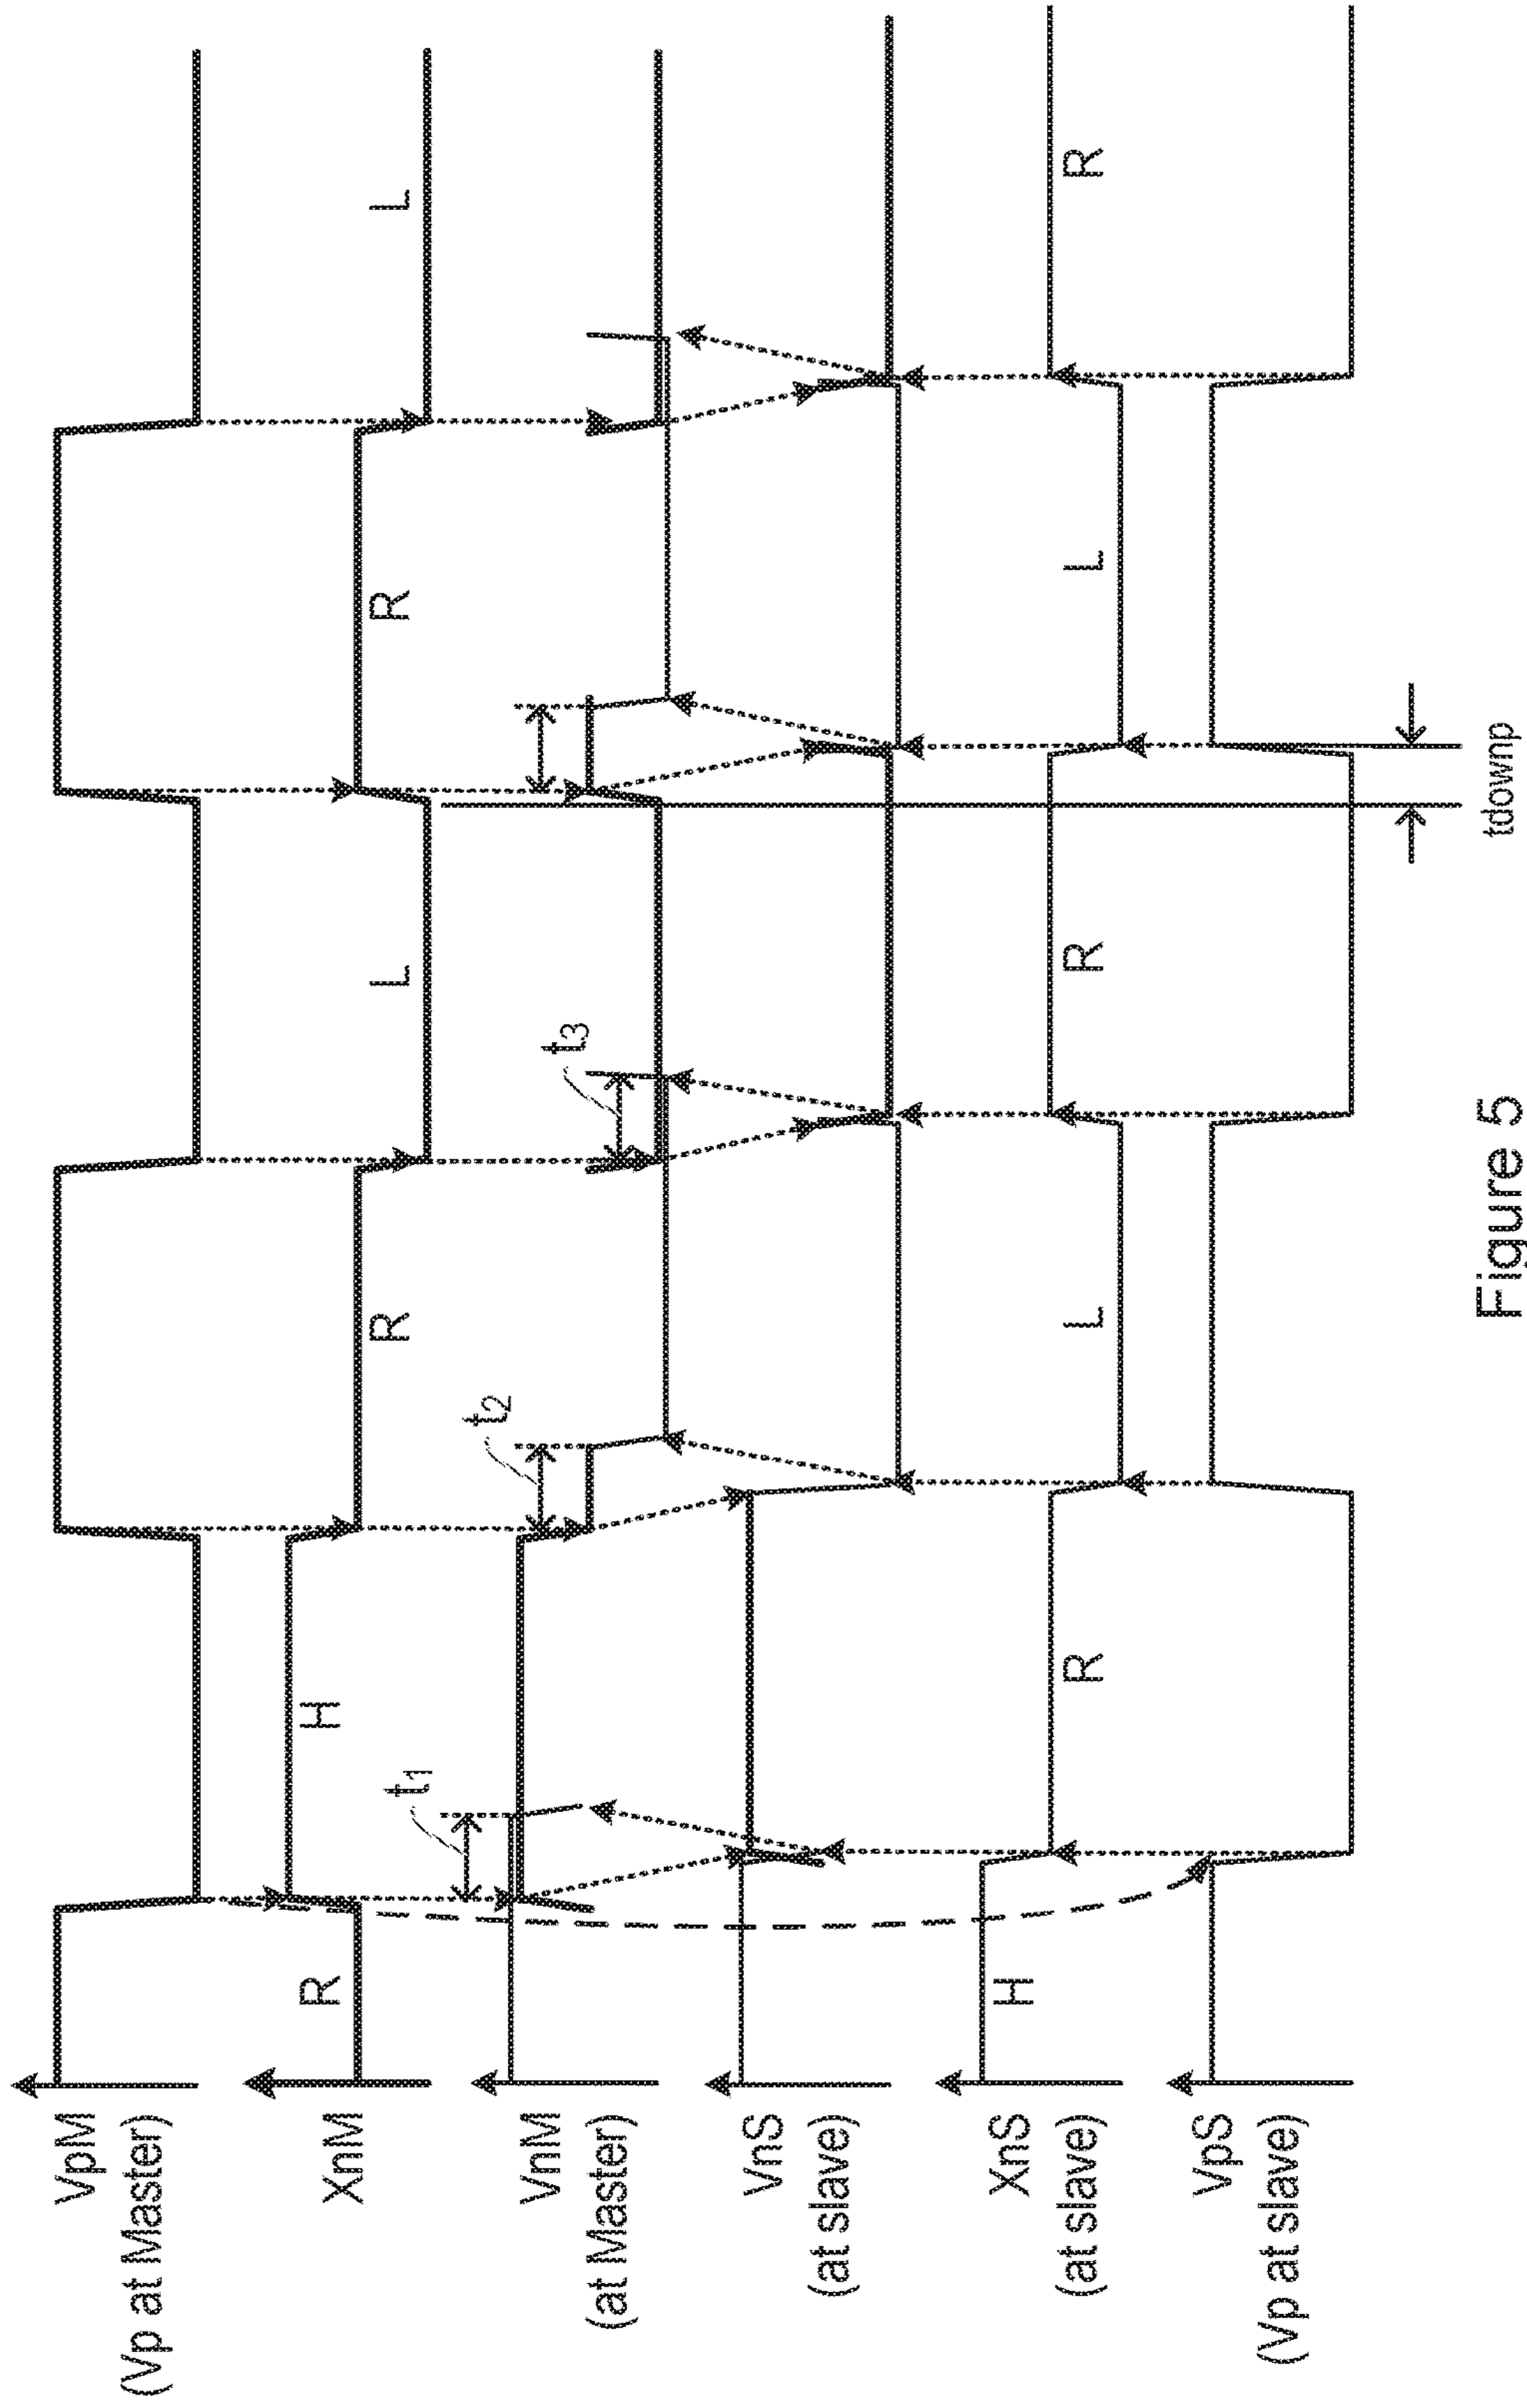 VpM
(Vp at Master)
R
H
R
L
R
L
XnM
t1
t2
t3
VnM
(at Master)
VnS
(at slave)
H
R
L
R
L
R
XnS
(at slave)
VpS
(Vp at slave)
tdownp
Figure 5